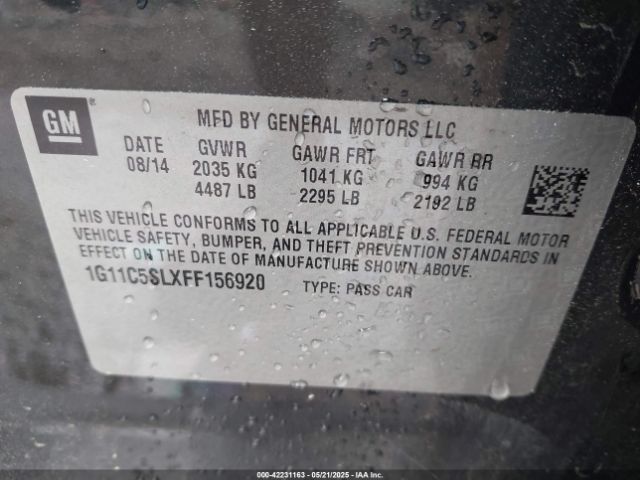 GM ®
MFD BY GENERAL MOTORS LLC
DATE GVWR GAWR FRT GAWR RR
08/14 2035 KG 1041 KG 994 KG
4487 LB 2295 LB 2192 LB
THIS VEHICLE CONFORMS TO ALL APPLICABLE U.S. FEDERAL MOTOR
VEHICLE SAFETY, BUMPER, AND THEFT PREVENTION STANDARDS IN
EFFECT ON THE DATE OF MANUFACTURE SHOWN ABOVE.
1G11C5SLXFF156920 TYPE: PASS CAR
000-42231163 - 05/21/2025 - IAAI.COM